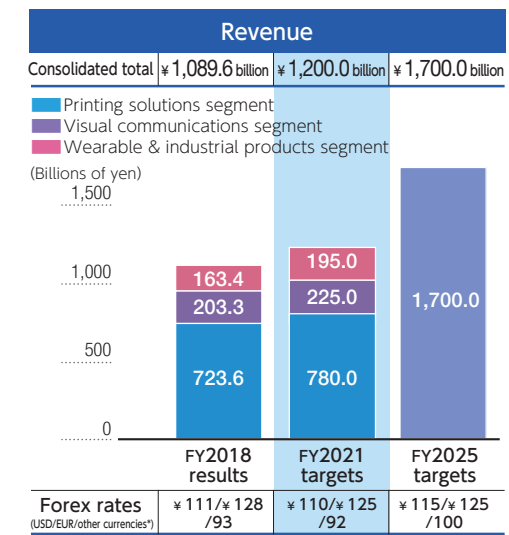 Revenue
Consolidated total ¥1,089.6 billion ¥1,200.0 billion ¥1,700.0 billion
Printing solutions segment
Visual communications segment
Wearable & industrial products segment
(Billions of yen)
1,500
1,000
500
0
163.4
203.3
723.6
195.0
225.0
780.0
1,700.0
FY2018 results
FY2021 targets
FY2025 targets
Forex rates
(USD/EUR/other currencies*)
¥111/¥128
/93
¥110/¥125
/92
¥115/¥125
/100